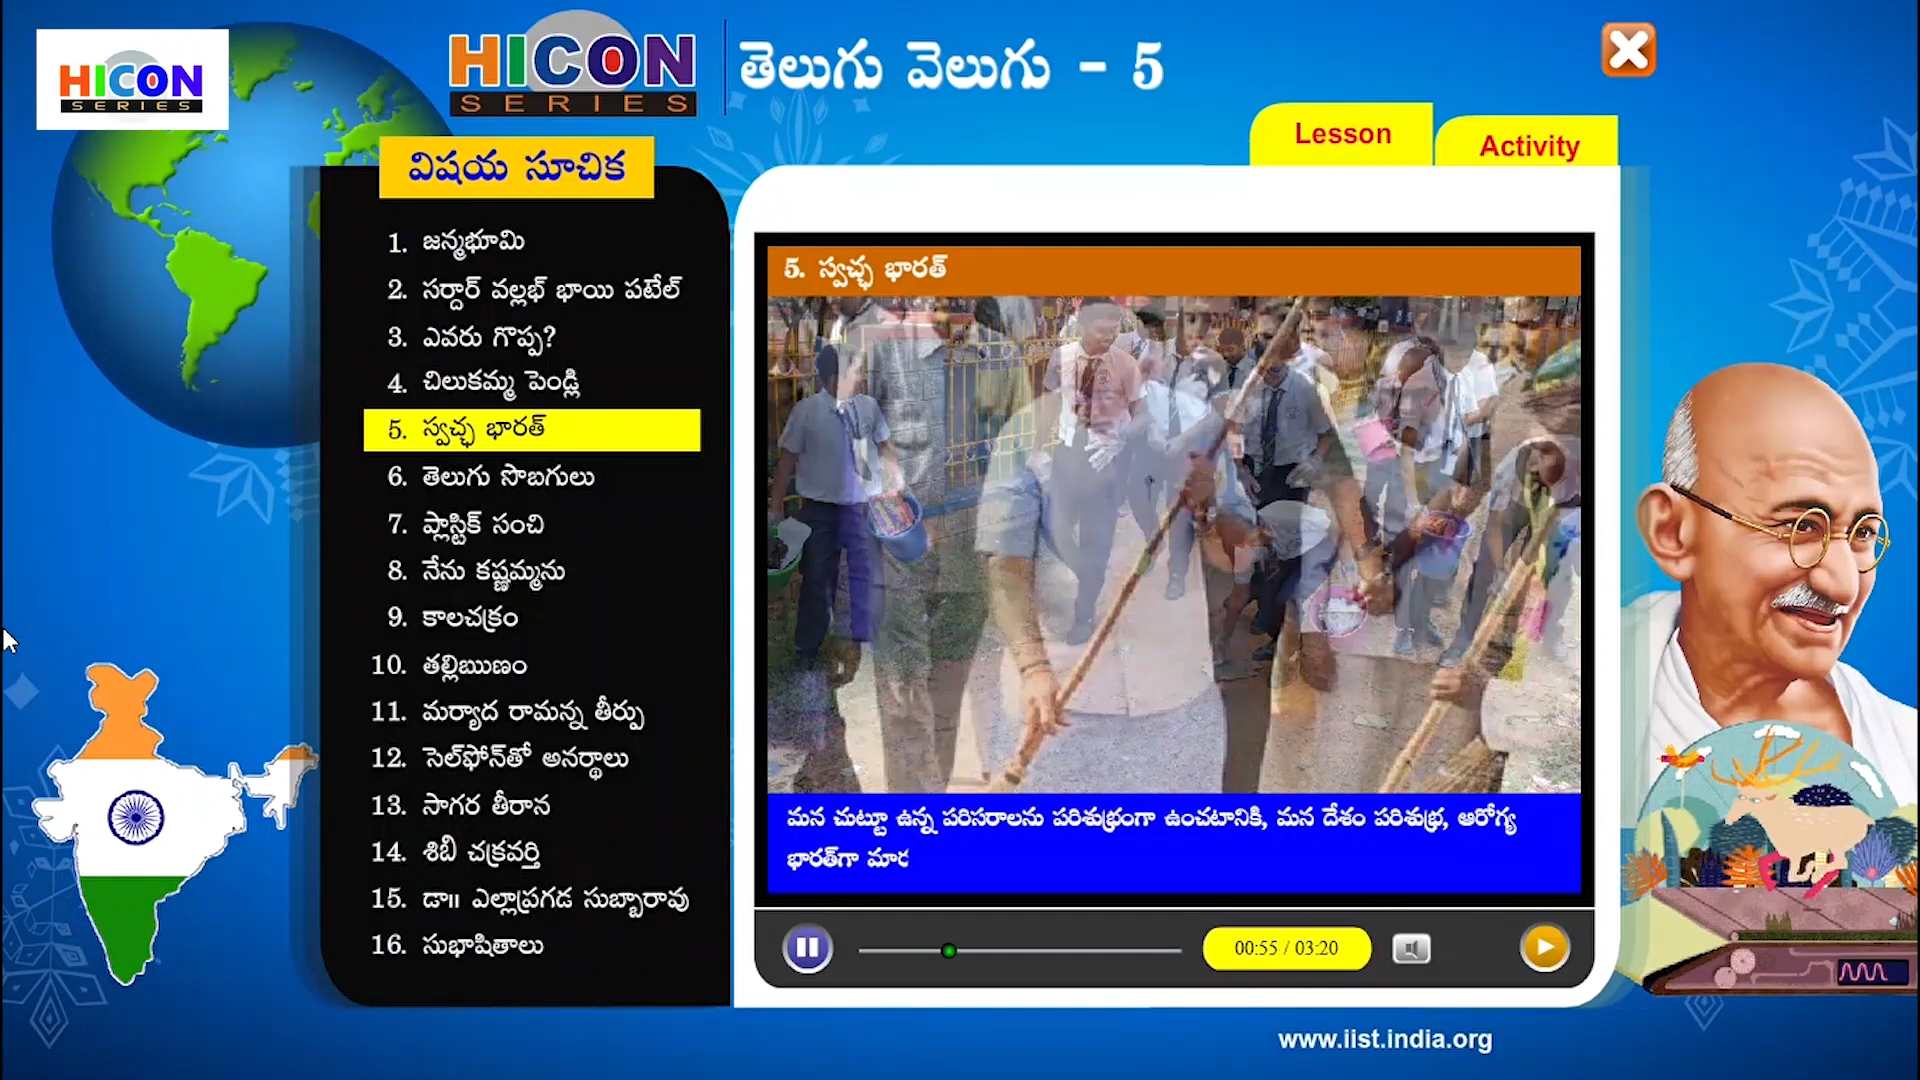 HICON
SERIES
HICON
SERIES
తెలుగు వెలుగు - 5
Lesson
Activity
విషయ సూచిక
1. జన్మభూమి
2. సర్దార్ వల్లభ్ భాయి పటేల్
3. ఎవరు గొప్ప?
4. చిలుకమ్మ పెండ్లి
5. స్వచ్ఛ భారత్
6. తెలుగు సొబగులు
7. ప్లాస్టిక్ సంచి
8. నేను కష్ణమ్మను
9. కాలచక్రం
10. తల్లిఋణం
11. మర్యాద రామన్న తీర్పు
12. సెల్‌ఫోన్‌తో అనర్థాలు
13. సాగర తీరాన
14. శిబి చక్రవర్తి
15. డా॥ ఎల్లాప్రగడ సుబ్బారావు
16. సుభాషితాలు
5. స్వచ్ఛ భారత్
మన చుట్టూ ఉన్న పరిసరాలను పరిశుభ్రంగా ఉంచటానికి, మన దేశం పరిశుభ్ర, ఆరోగ్య
భారత్‌గా మార
00:55 / 03:20
www.iist.india.org